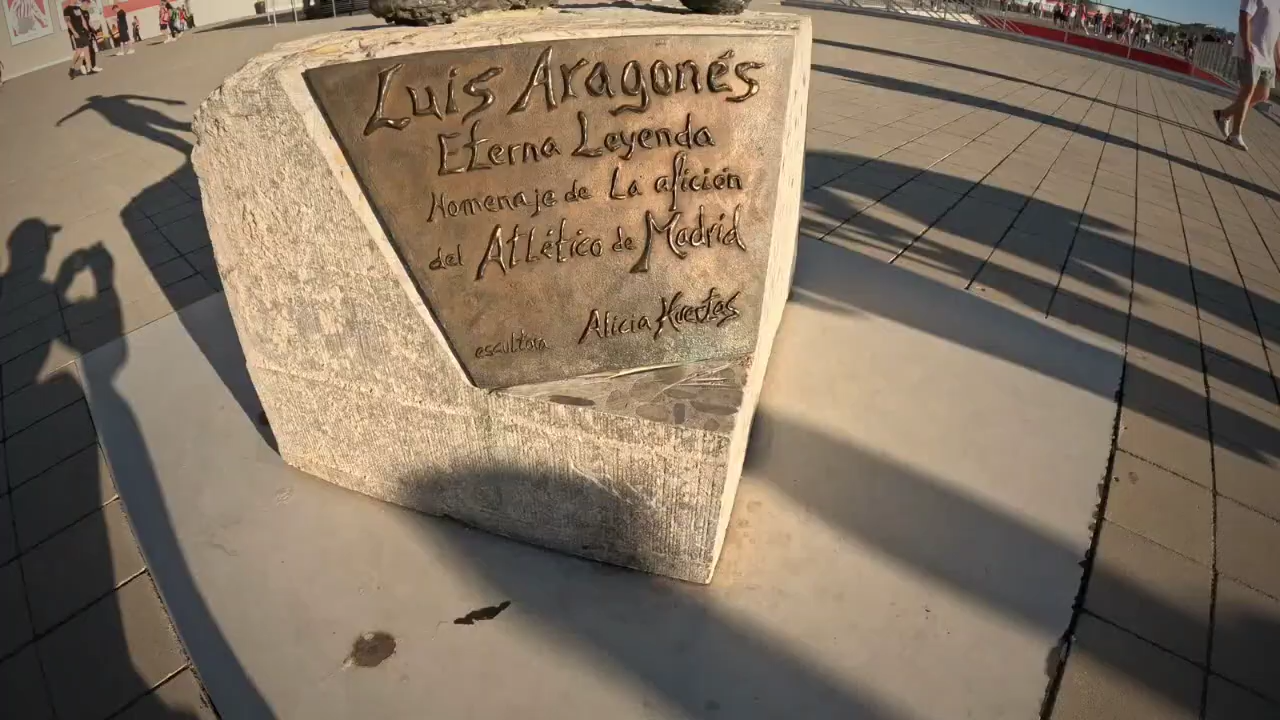 Luis Aragonés
Eterna Leyenda
Homenaje de La afición
del Atlético de Madrid
Alicia Huertas
escultora